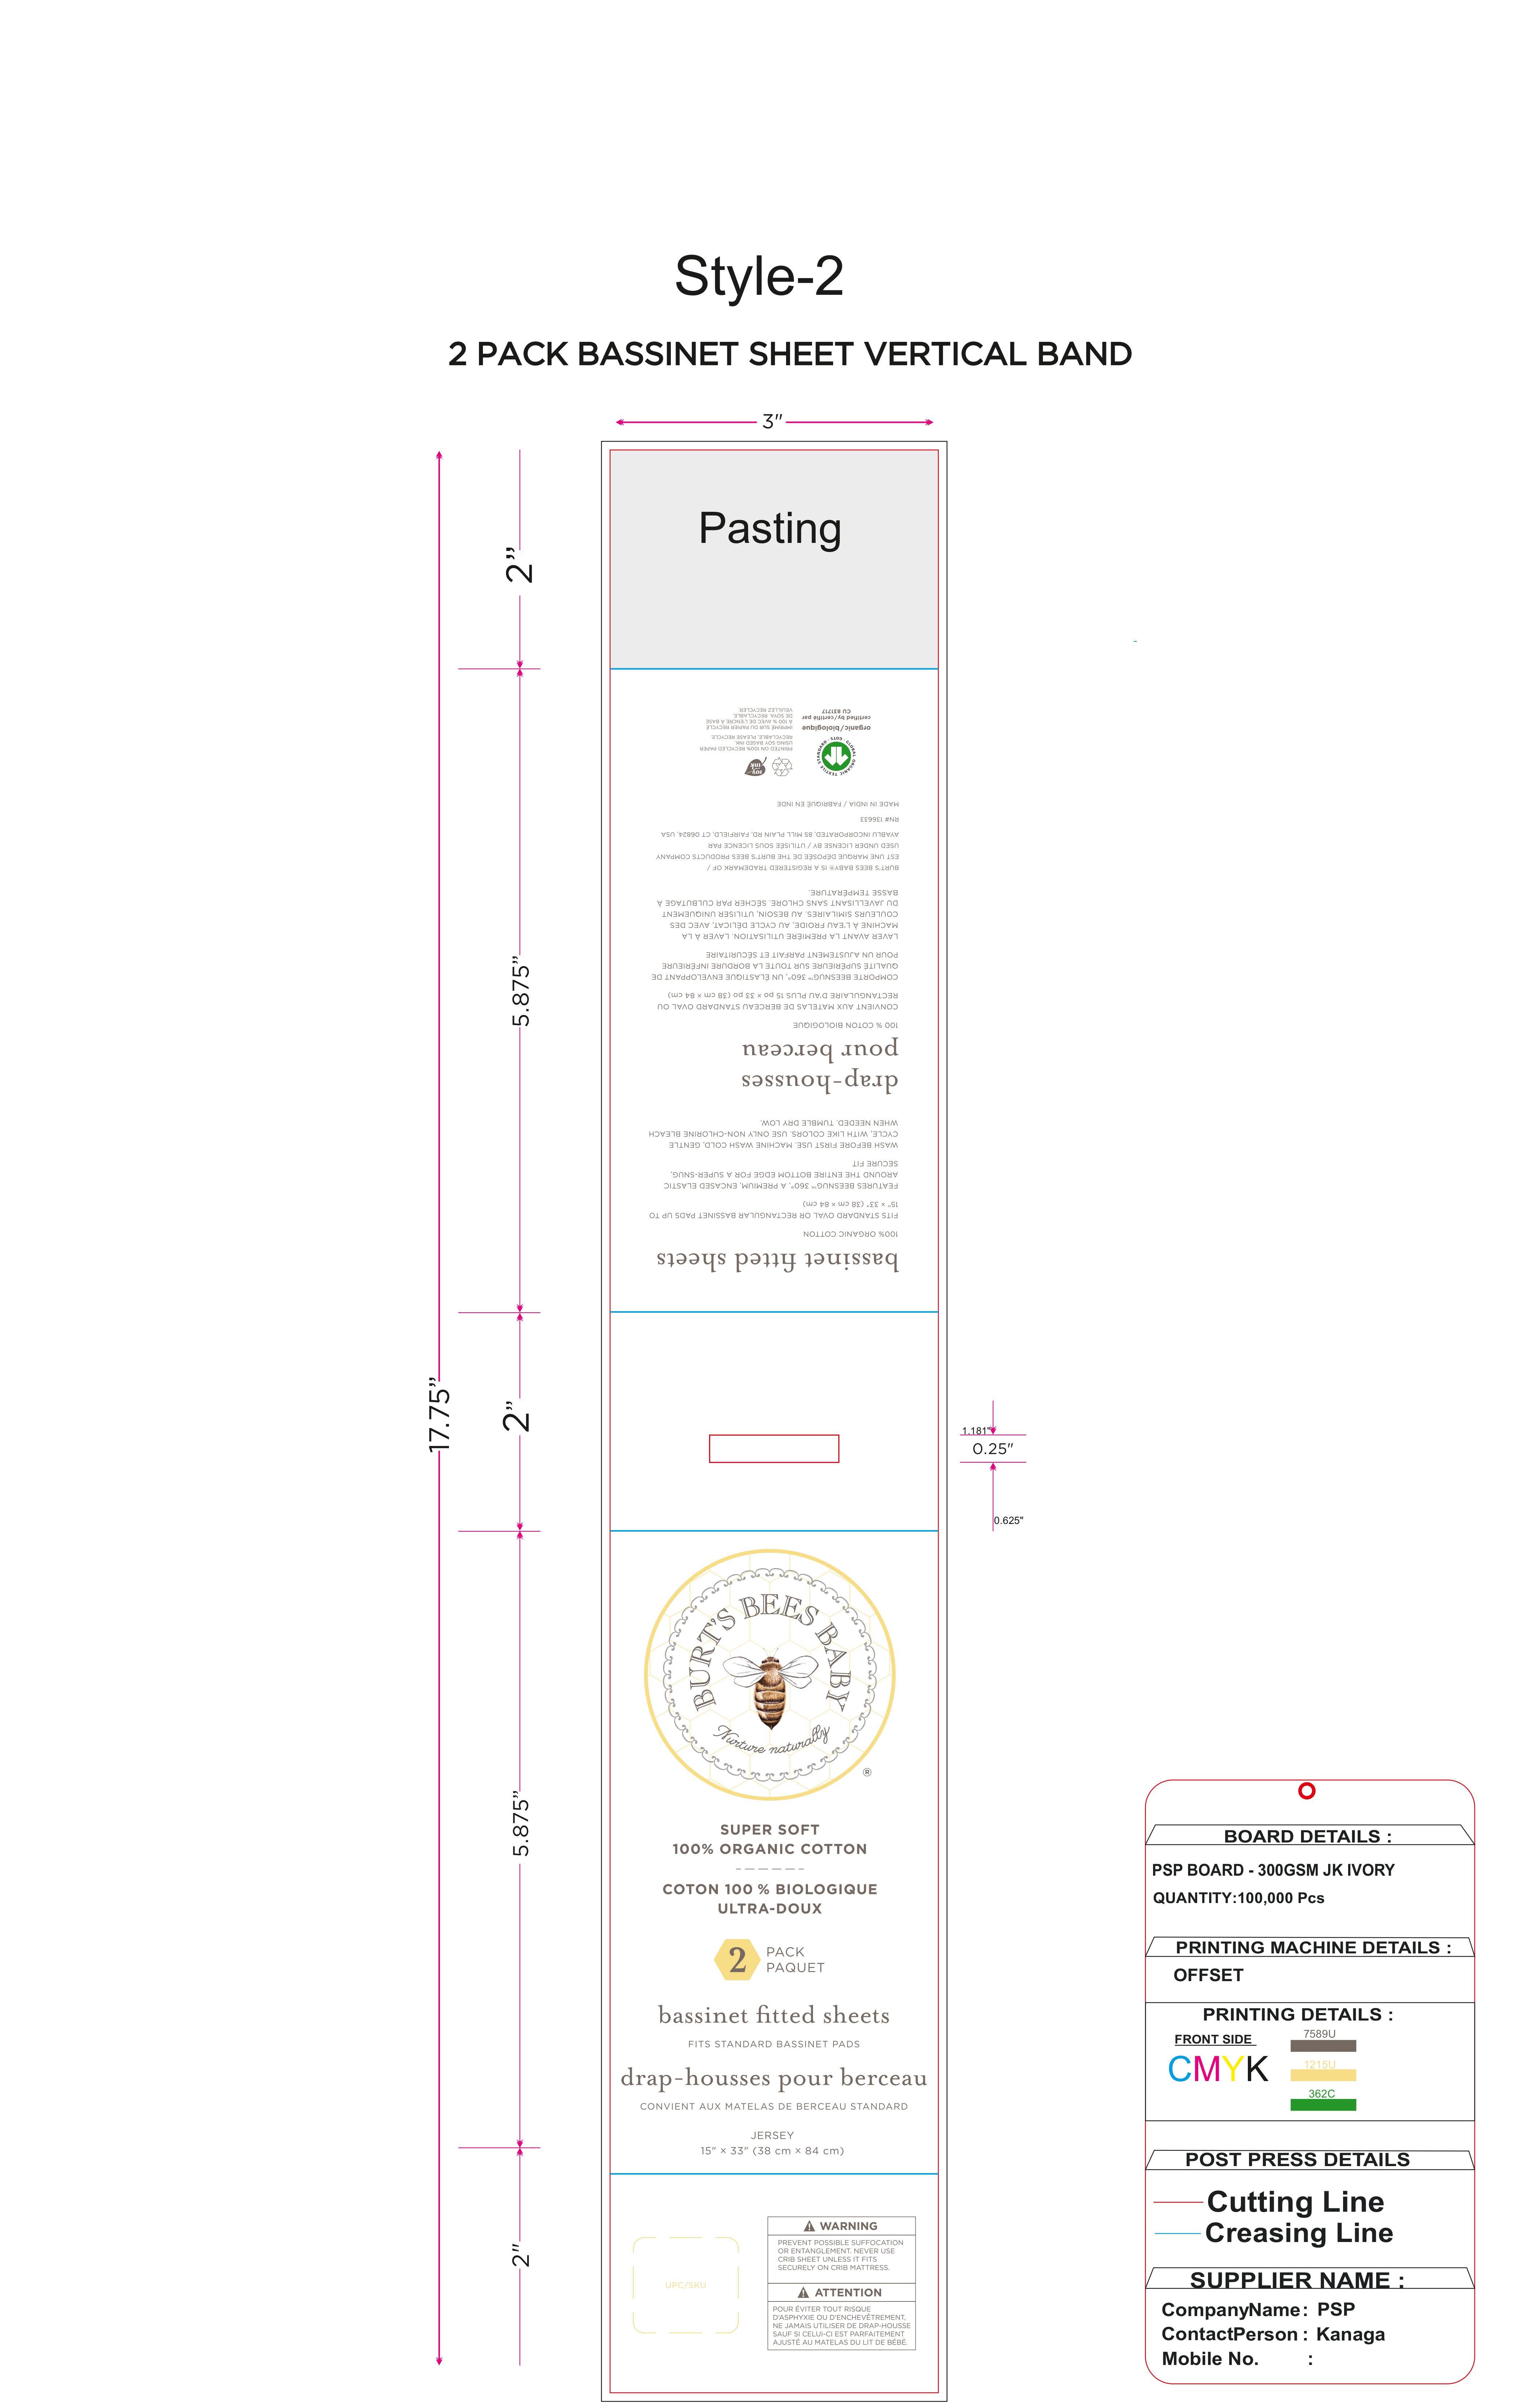 Style-2
2 PACK BASSINET SHEET VERTICAL BAND
3"
Pasting
2”
5.875”
17.75”
2”
5.875”
2"
1.181"
0.25"
0.625"
bassinet fitted sheets
100% ORGANIC COTTON
FITS STANDARD OVAL OR RECTANGULAR BASSINET PADS UP TO
15" × 33" (38 cm × 84 cm)
FEATURES BEESNUG™ 360°, A PREMIUM, ENCASED ELASTIC
AROUND THE ENTIRE BOTTOM EDGE FOR A SUPER-SNUG,
SECURE FIT
WASH BEFORE FIRST USE. MACHINE WASH COLD, GENTLE
CYCLE, WITH LIKE COLORS. USE ONLY NON-CHLORINE BLEACH
WHEN NEEDED. TUMBLE DRY LOW.
drap-housses
pour berceau
100 % COTON BIOLOGIQUE
CONVIENT AUX MATELAS DE BERCEAU STANDARD OVAL OU
RECTANGULAIRE D'AU PLUS 15 po × 33 po (38 cm × 84 cm)
COMPORTE BEESNUG™ 360°, UN ÉLASTIQUE ENVELOPPANT DE
QUALITÉ SUPÉRIEURE SUR TOUTE LA BORDURE INFÉRIEURE
POUR UN AJUSTEMENT PARFAIT ET SÉCURITAIRE
LAVER AVANT LA PREMIÈRE UTILISATION. LAVER À LA
MACHINE À L'EAU FROIDE, AU CYCLE DÉLICAT, AVEC DES
COULEURS SIMILAIRES. AU BESOIN, UTILISER UNIQUEMENT
DU JAVELLISANT SANS CHLORE. SÉCHER PAR CULBUTAGE À
BASSE TEMPÉRATURE.
BURT'S BEES BABY® IS A REGISTERED TRADEMARK OF /
EST UNE MARQUE DÉPOSÉE DE THE BURT'S BEES PRODUCTS COMPANY
USED UNDER LICENSE BY / UTILISÉE SOUS LICENCE PAR
AYABLU INCORPORATED, 85 MILL PLAIN RD, FAIRFIELD, CT 06824, USA
RN# 136633
MADE IN INDIA / FABRIQUÉ EN INDE
GLOBAL ORGANIC TEXTILE STANDARD · GOTS ·
organic/biologique
certified by/certifié par
CU 831717
soy
ink
PRINTED ON 100% RECYCLED PAPER
USING SOY BASED INK.
RECYCLABLE, PLEASE RECYCLE.
IMPRIMÉ SUR DU PAPIER RECYCLÉ
À 100 % AVEC DE L'ENCRE À BASE
DE SOYA. RECYCLABLE,
VEUILLEZ RECYCLER.
BURT'S BEES BABY
Nurture naturally
®
SUPER SOFT
100% ORGANIC COTTON
COTON 100 % BIOLOGIQUE
ULTRA-DOUX
2 PACK
PAQUET
bassinet fitted sheets
FITS STANDARD BASSINET PADS
drap-housses pour berceau
CONVIENT AUX MATELAS DE BERCEAU STANDARD
JERSEY
15" × 33" (38 cm × 84 cm)
UPC/SKU
WARNING
PREVENT POSSIBLE SUFFOCATION
OR ENTANGLEMENT. NEVER USE
CRIB SHEET UNLESS IT FITS
SECURELY ON CRIB MATTRESS.
ATTENTION
POUR ÉVITER TOUT RISQUE
D'ASPHYXIE OU D'ENCHEVÊTREMENT,
NE JAMAIS UTILISER DE DRAP-HOUSSE
SAUF SI CELUI-CI EST PARFAITEMENT
AJUSTÉ AU MATELAS DU LIT DE BÉBÉ.
BOARD DETAILS :
PSP BOARD - 300GSM JK IVORY
QUANTITY:100,000 Pcs
PRINTING MACHINE DETAILS :
OFFSET
PRINTING DETAILS :
FRONT SIDE
CMYK
7589U
1215U
362C
POST PRESS DETAILS
Cutting Line
Creasing Line
SUPPLIER NAME :
CompanyName : PSP
ContactPerson : Kanaga
Mobile No. :